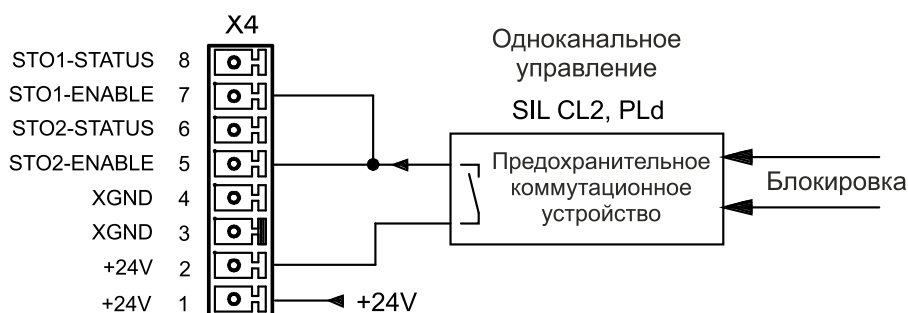 X4
STO1-STATUS 8
STO1-ENABLE 7
STO2-STATUS 6
STO2-ENABLE 5
XGND 4
XGND 3
+24V 2
+24V 1
+24V
Одноканальное
управление
SIL CL2, PLd
Предохранительное
коммутационное
устройство
Блокировка